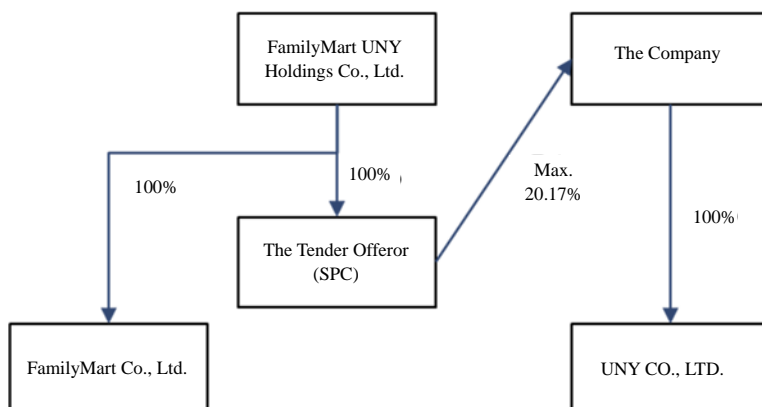 FamilyMart UNY
Holdings Co., Ltd.
The Company
100%
100%
Max.
20.17%
100%
The Tender Offeror
(SPC)
FamilyMart Co., Ltd.
UNY CO., LTD.